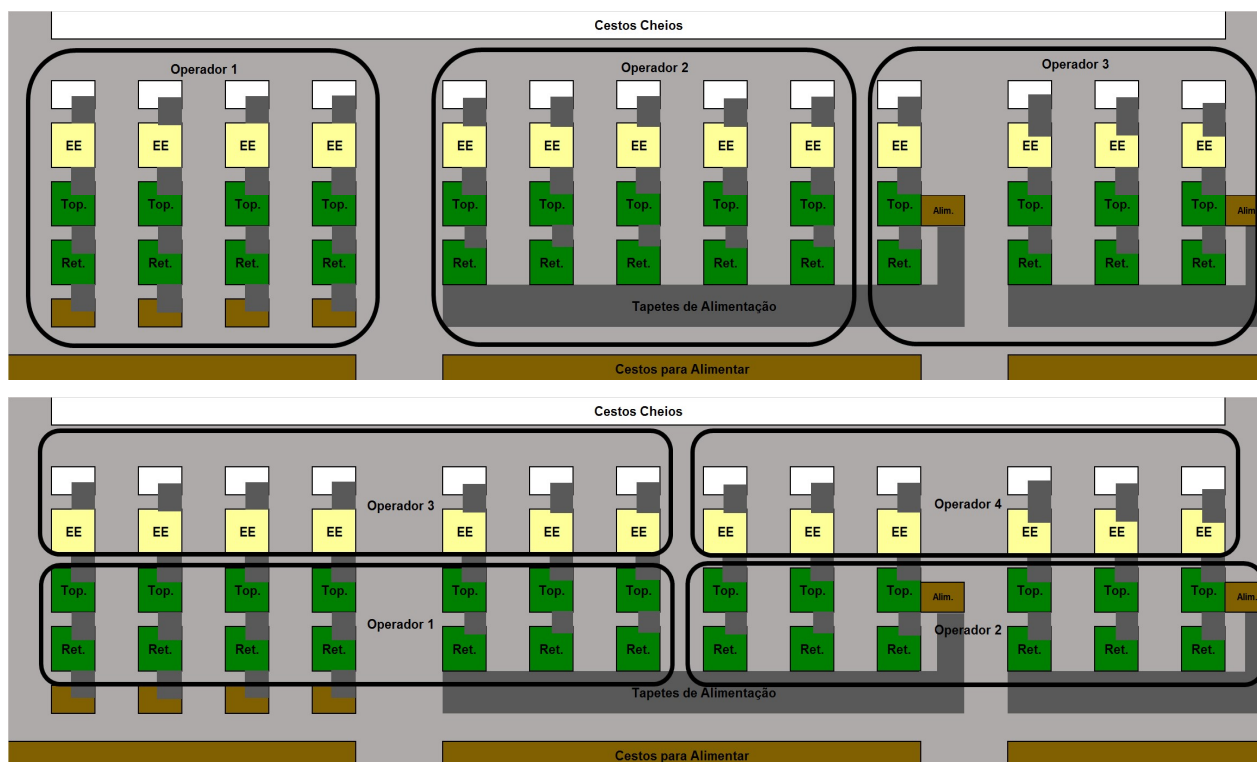 Cestos Cheios
Operador 1 Operador 2 Operador 3
EE EE EE EE EE EE EE EE EE EE EE EE EE
Top. Top. Top. Top. Top. Top. Top. Top. Top. Top. Alim. Top. Top. Top. Alim.
Ret. Ret. Ret. Ret. Ret. Ret. Ret. Ret. Ret. Ret. Ret. Ret. Ret.
Tapetes de Alimentação
Cestos para Alimentar
Cestos Cheios
Operador 3 Operador 4
EE EE EE EE EE EE EE EE EE EE EE EE EE
Top. Top. Top. Top. Top. Top. Top. Top. Top. Top. Alim. Top. Top. Top. Alim.
Operador 1 Operador 2
Ret. Ret. Ret. Ret. Ret. Ret. Ret. Ret. Ret. Ret. Ret. Ret. Ret.
Tapetes de Alimentação
Cestos para Alimentar